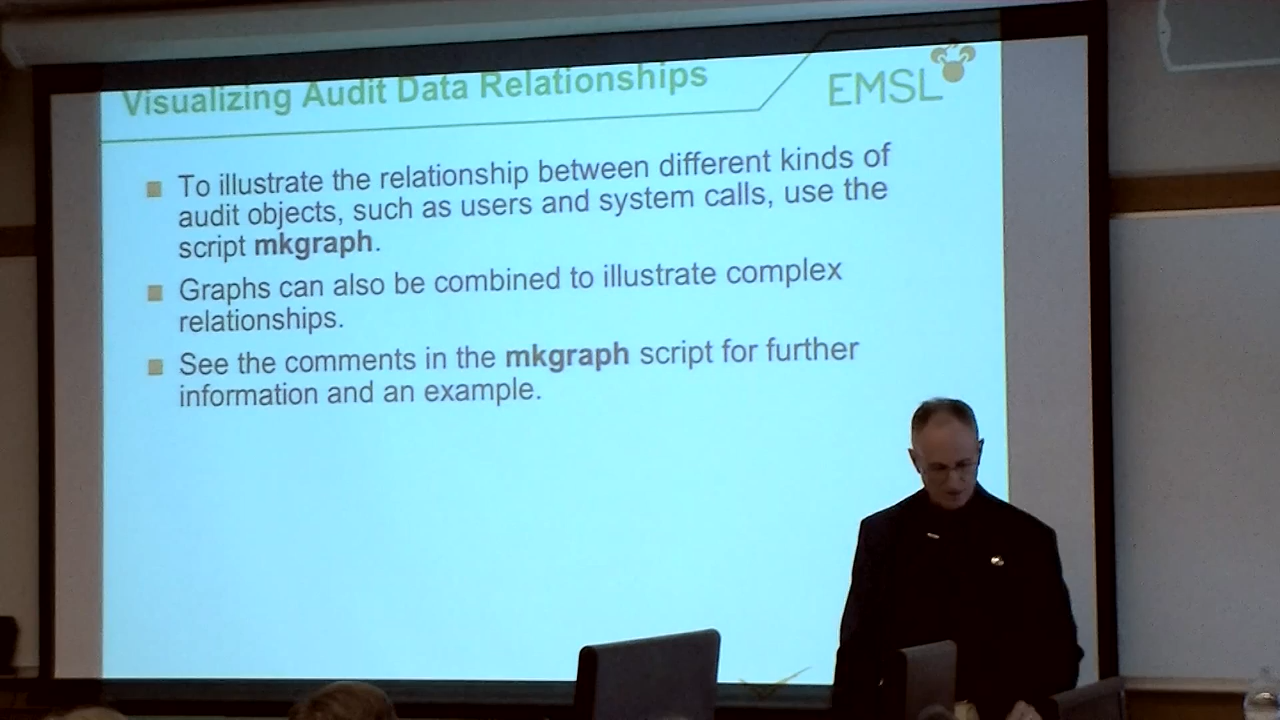 Visualizing Audit Data Relationships
EMSL
To illustrate the relationship between different kinds of
audit objects, such as users and system calls, use the
script mkgraph.
Graphs can also be combined to illustrate complex
relationships.
See the comments in the mkgraph script for further
information and an example.